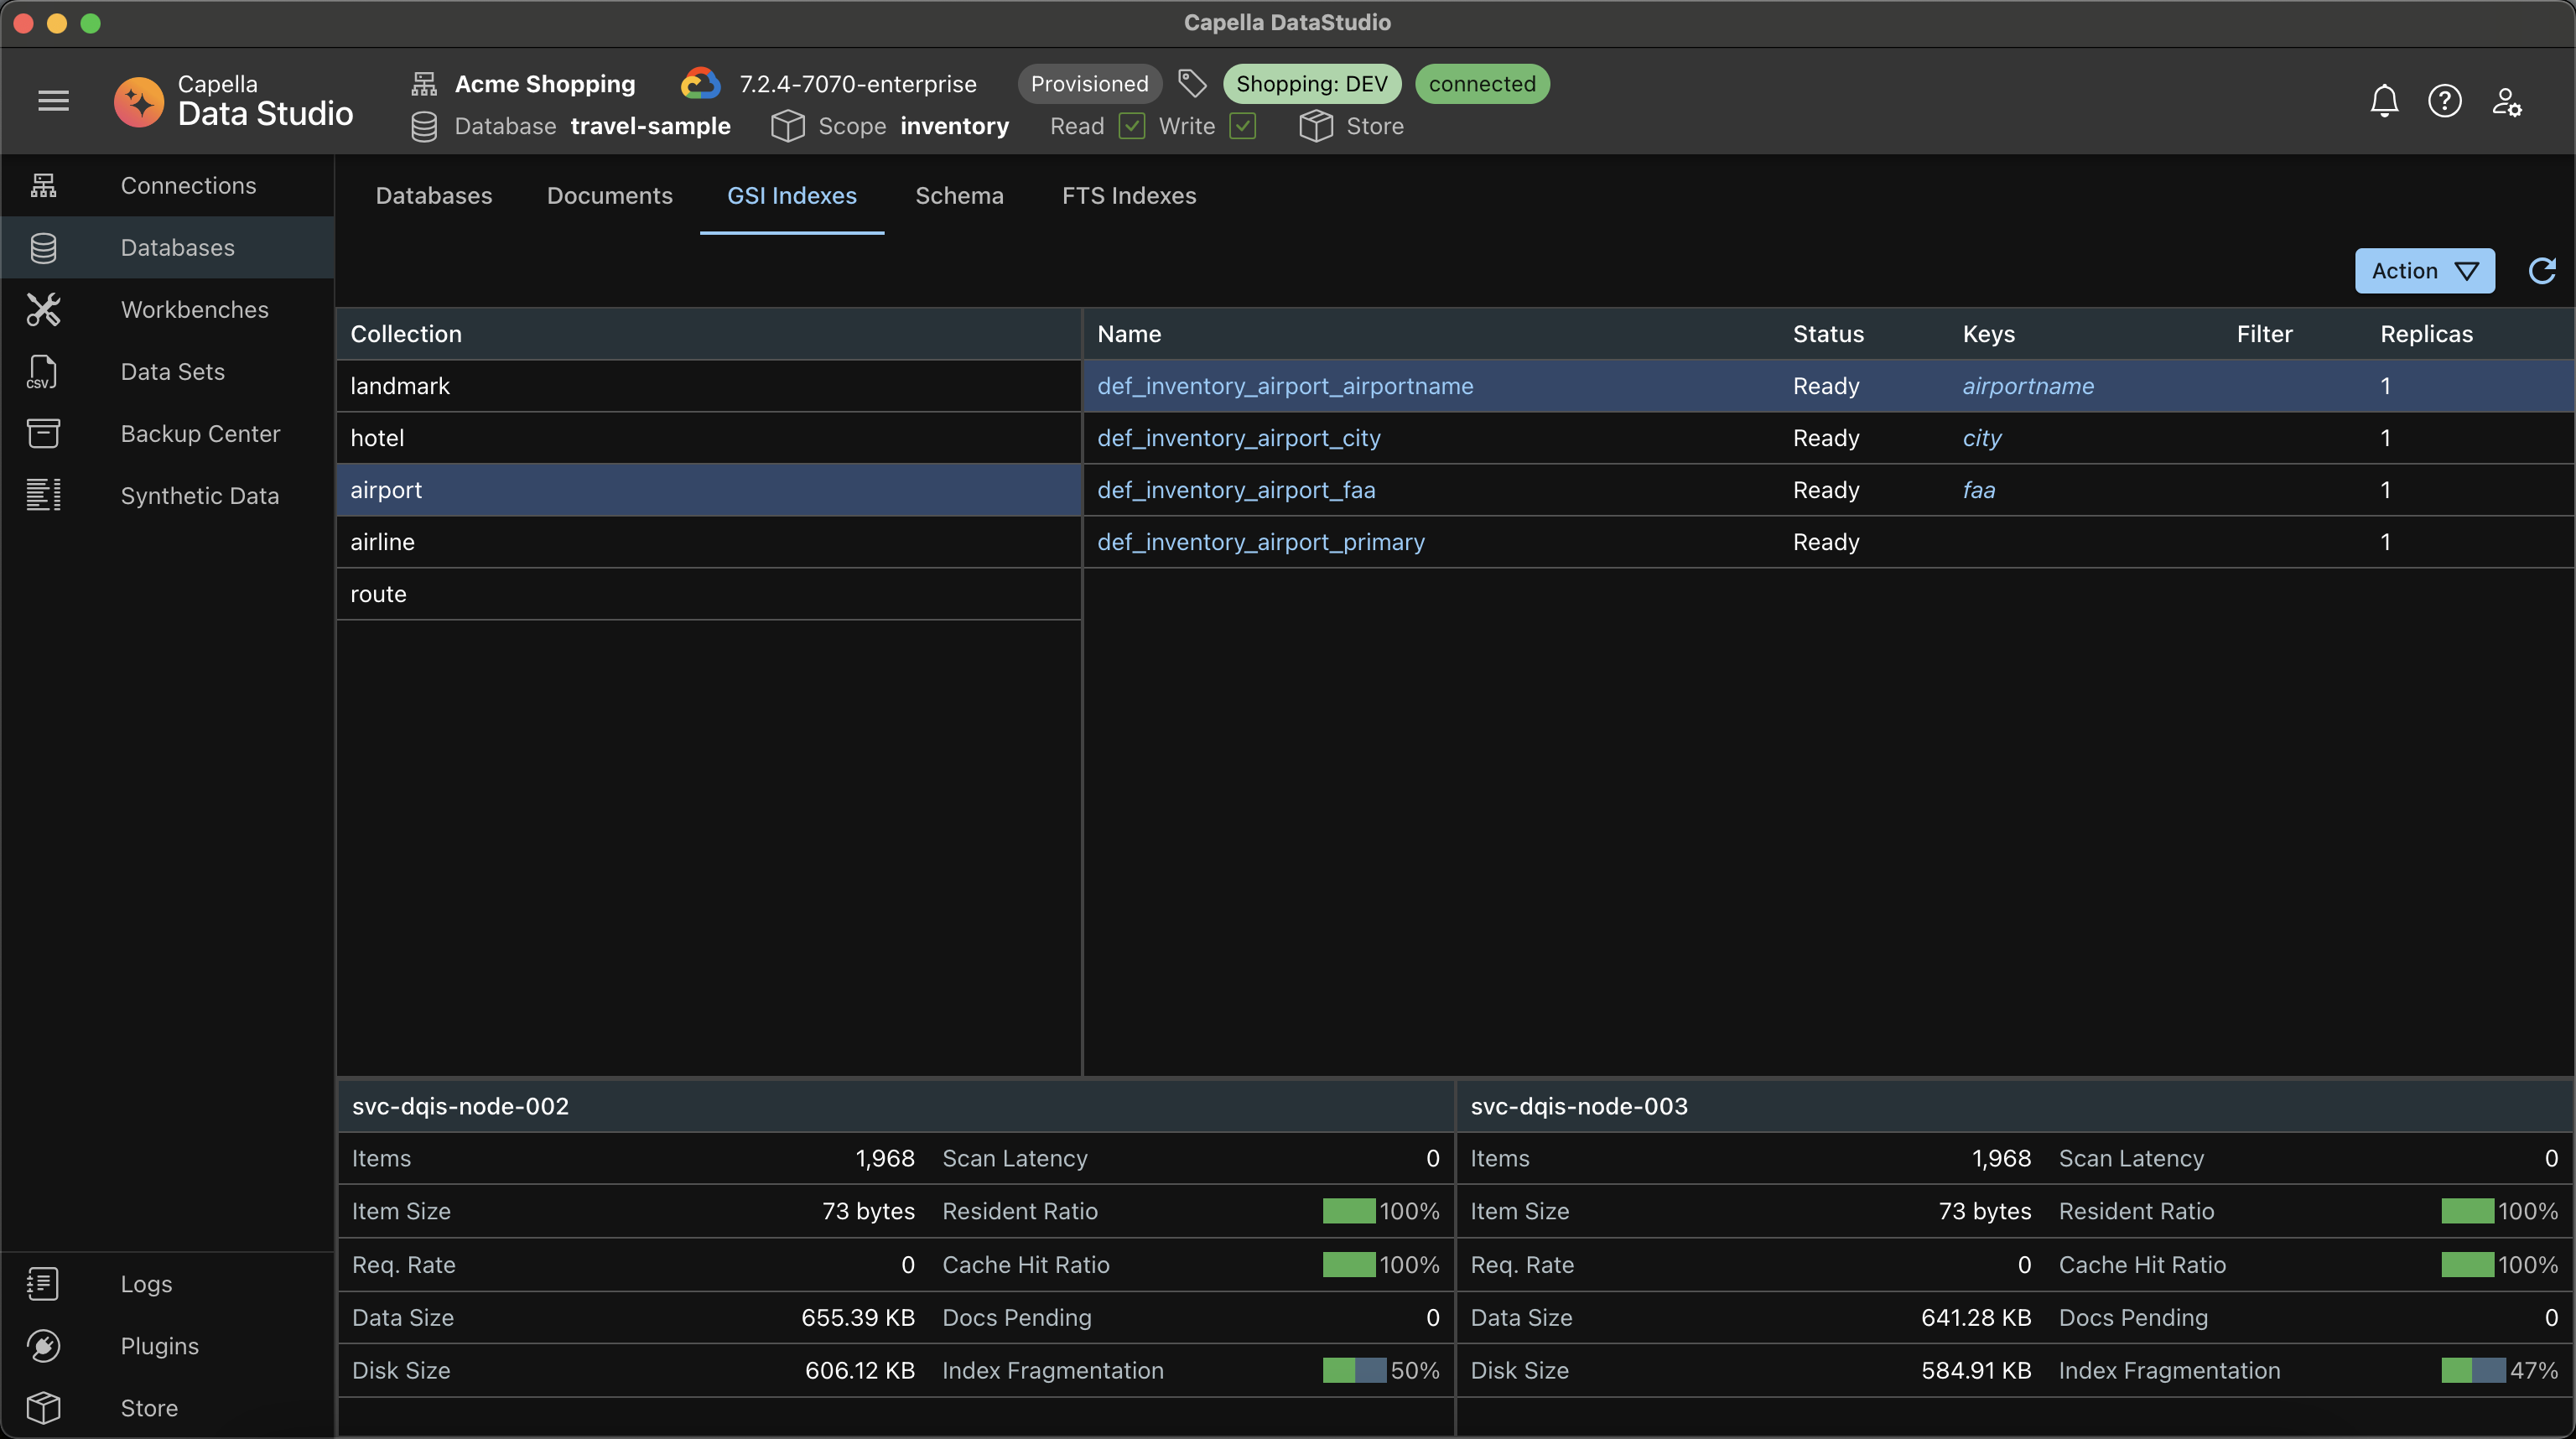 Capella DataStudio
Capella
Data Studio
Acme Shopping 7.2.4-7070-enterprise Provisioned Shopping: DEV connected
Database travel-sample Scope inventory Read Write Store
Connections
Databases
Workbenches
CSV Data Sets
Backup Center
Synthetic Data
Logs
Plugins
Store
Databases Documents GSI Indexes Schema FTS Indexes
Action
Collection
landmark
hotel
airport
airline
route
Name Status Keys Filter Replicas
def_inventory_airport_airportname Ready airportname 1
def_inventory_airport_city Ready city 1
def_inventory_airport_faa Ready faa 1
def_inventory_airport_primary Ready 1
svc-dqis-node-002
Items 1,968 Scan Latency 0
Item Size 73 bytes Resident Ratio 100%
Req. Rate 0 Cache Hit Ratio 100%
Data Size 655.39 KB Docs Pending 0
Disk Size 606.12 KB Index Fragmentation 50%
svc-dqis-node-003
Items 1,968 Scan Latency 0
Item Size 73 bytes Resident Ratio 100%
Req. Rate 0 Cache Hit Ratio 100%
Data Size 641.28 KB Docs Pending 0
Disk Size 584.91 KB Index Fragmentation 47%